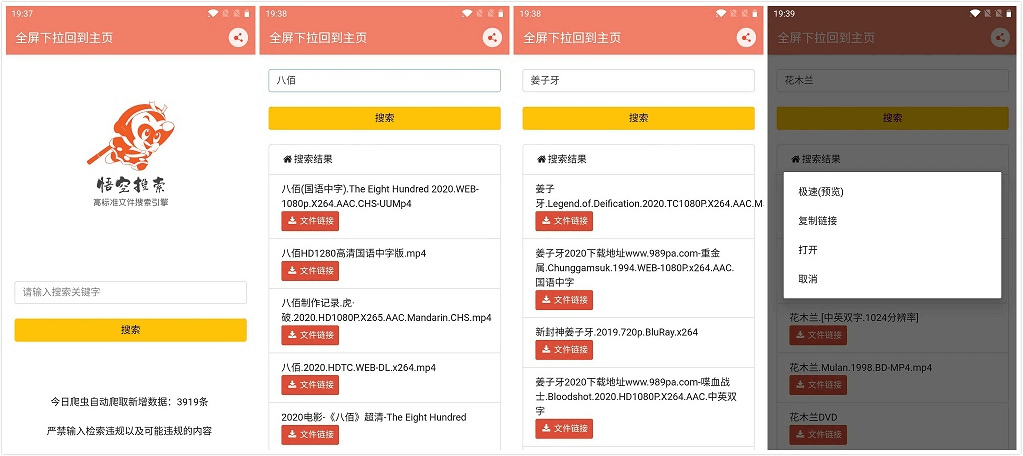 19:37
全屏下拉回到主页
悟空搜索
高标准文件搜索引擎
请输入搜索关键字
搜索
今日爬虫自动爬取新增数据：3919条
严禁输入检索违规以及可能违规的内容
19:38
全屏下拉回到主页
八佰
搜索
搜索结果
八佰(国语中字).The Eight Hundred 2020.WEB-
1080p.X264.AAC.CHS-UUMp4
文件链接
八佰HD1280高清国语中字版.mp4
文件链接
八佰制作记录.虎·
破.2020.HD1080P.X265.AAC.Mandarin.CHS.mp4
文件链接
八佰.2020.HDTC.WEB-DL.x264.mp4
文件链接
2020电影-《八佰》超清-The Eight Hundred
文件链接
19:38
全屏下拉回到主页
姜子牙
搜索
搜索结果
姜子
牙.Legend.of.Deification.2020.TC1080P.X264.AAC.M
文件链接
姜子牙2020下载地址www.989pa.com-重金
属.Chunggamsuk.1994.WEB-1080P.x264.AAC.
国语中字
文件链接
新封神姜子牙.2019.720p.BluRay.x264
文件链接
姜子牙2020下载地址www.989pa.com-喋血战
士.Bloodshot.2020.HD1080P.X264.AAC.中英双
字
文件链接
19:39
全屏下拉回到主页
花木兰
搜索
搜索结果
极速(预览)
复制链接
打开
取消
花木兰.[中英双字.1024分辨率]
文件链接
花木兰.Mulan.1998.BD-MP4.mp4
文件链接
花木兰DVD
文件链接